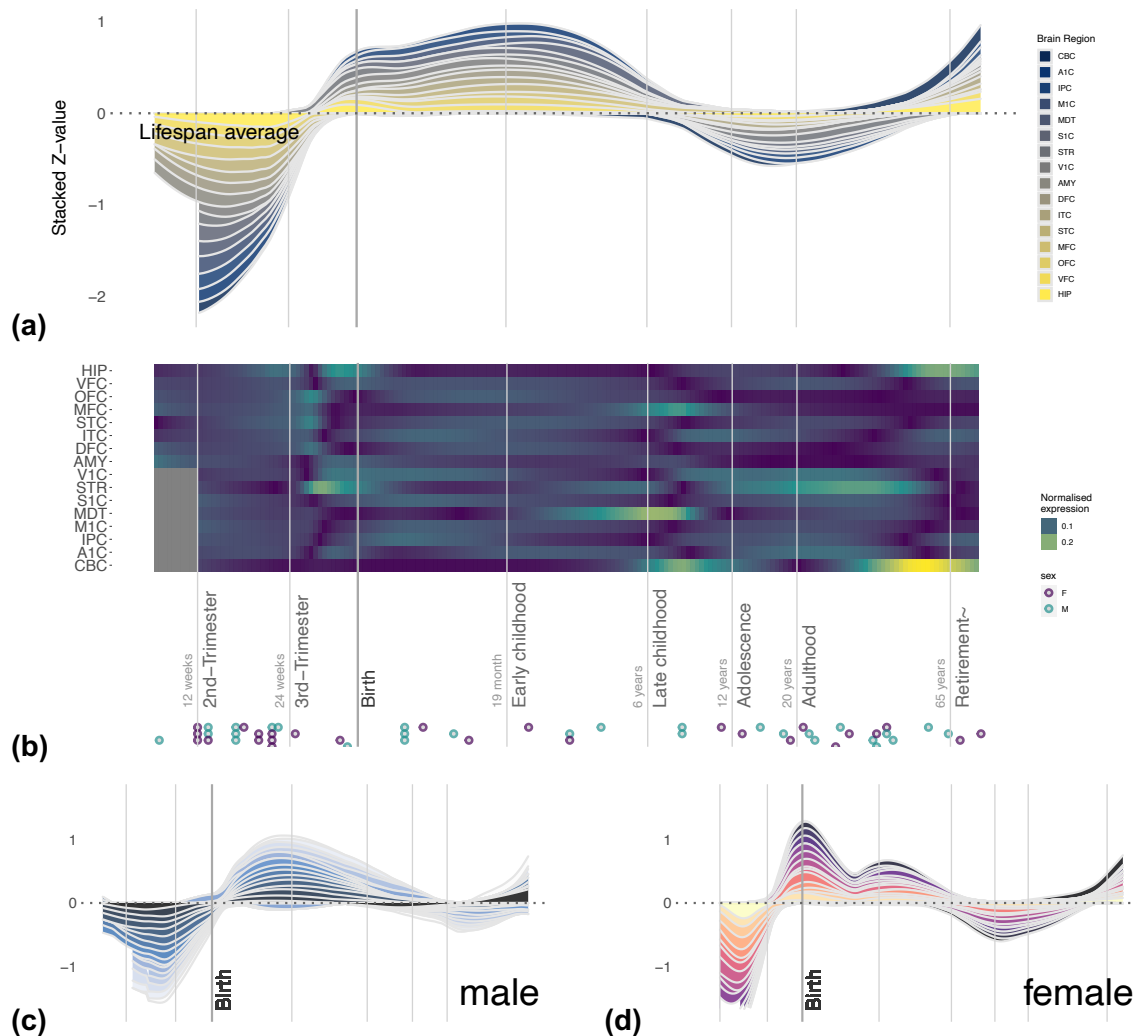 1
0
−1
−2
Stacked Z−value
Lifespan average
Brain Region
CBC
A1C
IPC
M1C
MDT
S1C
STR
V1C
AMY
DFC
ITC
STC
MFC
OFC
VFC
HIP
(a)
HIP
VFC
OFC
MFC
STC
ITC
DFC
AMY
V1C
STR
S1C
MDT
M1C
IPC
A1C
CBC
Normalised
expression
0.1
0.2
sex
F
M
12 weeks
2nd−Trimester
24 weeks
3rd−Trimester
Birth
19 month
Early childhood
6 years
Late childhood
12 years
Adolescence
20 years
Adulthood
65 years
Retirement~
(b)
1
0
−1
Birth
male
(c)
1
0
−1
Birth
female
(d)